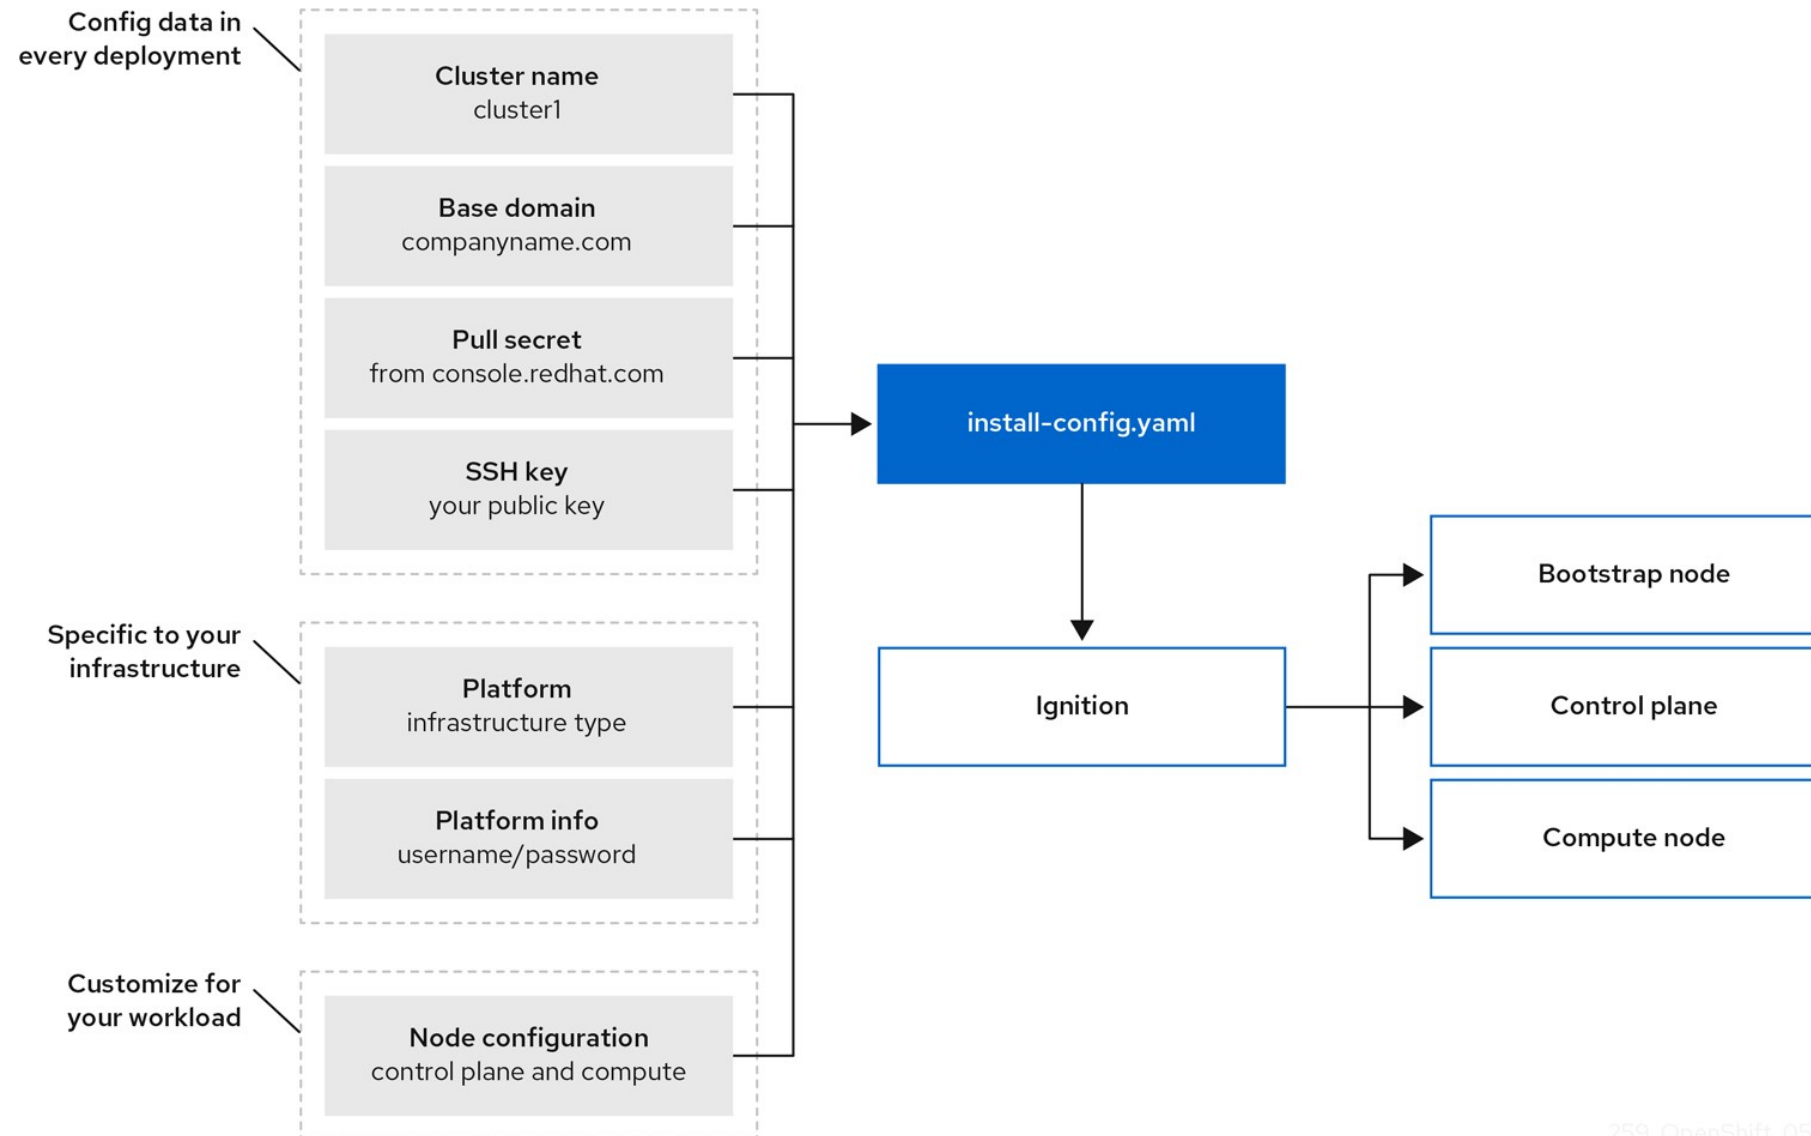 Config data in
every deployment
Cluster name
cluster1
Base domain
companyname.com
Pull secret
from console.redhat.com
SSH key
your public key
install-config.yaml
Specific to your
infrastructure
Platform
infrastructure type
Platform info
username/password
Ignition
Bootstrap node
Control plane
Compute node
Customize for
your workload
Node configuration
control plane and compute
259_OpenShift_05